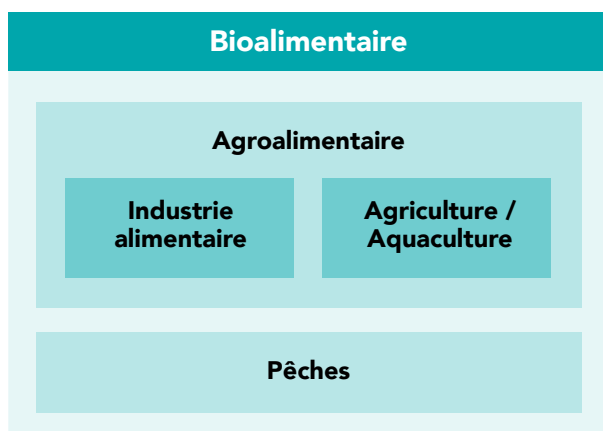 Bioalimentaire
Agroalimentaire
Industrie
alimentaire
Agriculture /
Aquaculture
Pêches